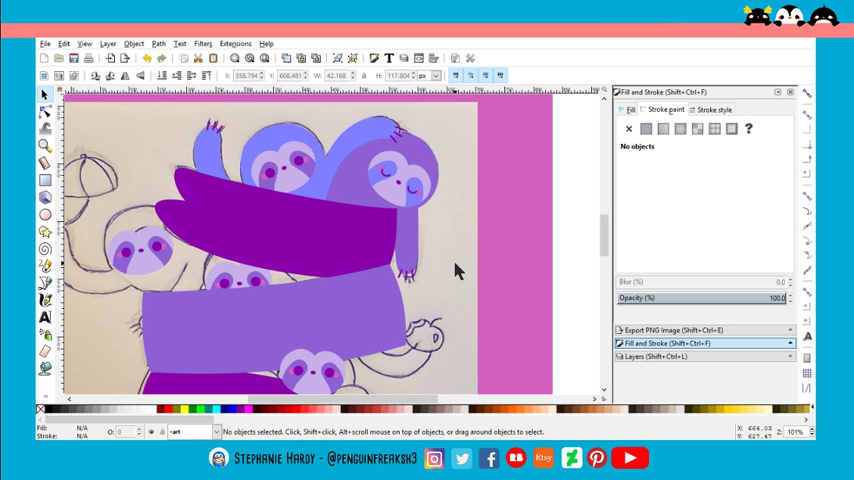 File Edit View Layer Object Path Text Filters Extensions Help
X: 558.794 Y: 608.481 W: 42.168 H: 117.804 px
Fill and Stroke (Shift+Ctrl+F)
Fill Stroke paint Stroke style
?
No objects
Blur (%) 0.0
Opacity (%) 100.0
Export PNG Image (Shift+Ctrl+E)
Fill and Stroke (Shift+Ctrl+F)
Layers (Shift+Ctrl+L)
Fill: N/A
Stroke: N/A
O: 0
-art
No objects selected. Click, Shift+click, Alt+scroll mouse on top of objects, or drag around objects to select.
X: 664.03
Y: 627.47
Z: 101%
Stephanie Hardy - @penguinfreaksh3
Etsy